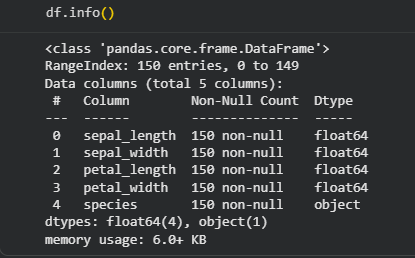 df.info()
<class 'pandas.core.frame.DataFrame'>
RangeIndex: 150 entries, 0 to 149
Data columns (total 5 columns):
 #   Column        Non-Null Count  Dtype
---  ------        --------------  -----
 0   sepal_length  150 non-null    float64
 1   sepal_width   150 non-null    float64
 2   petal_length  150 non-null    float64
 3   petal_width   150 non-null    float64
 4   species       150 non-null    object
dtypes: float64(4), object(1)
memory usage: 6.0+ KB